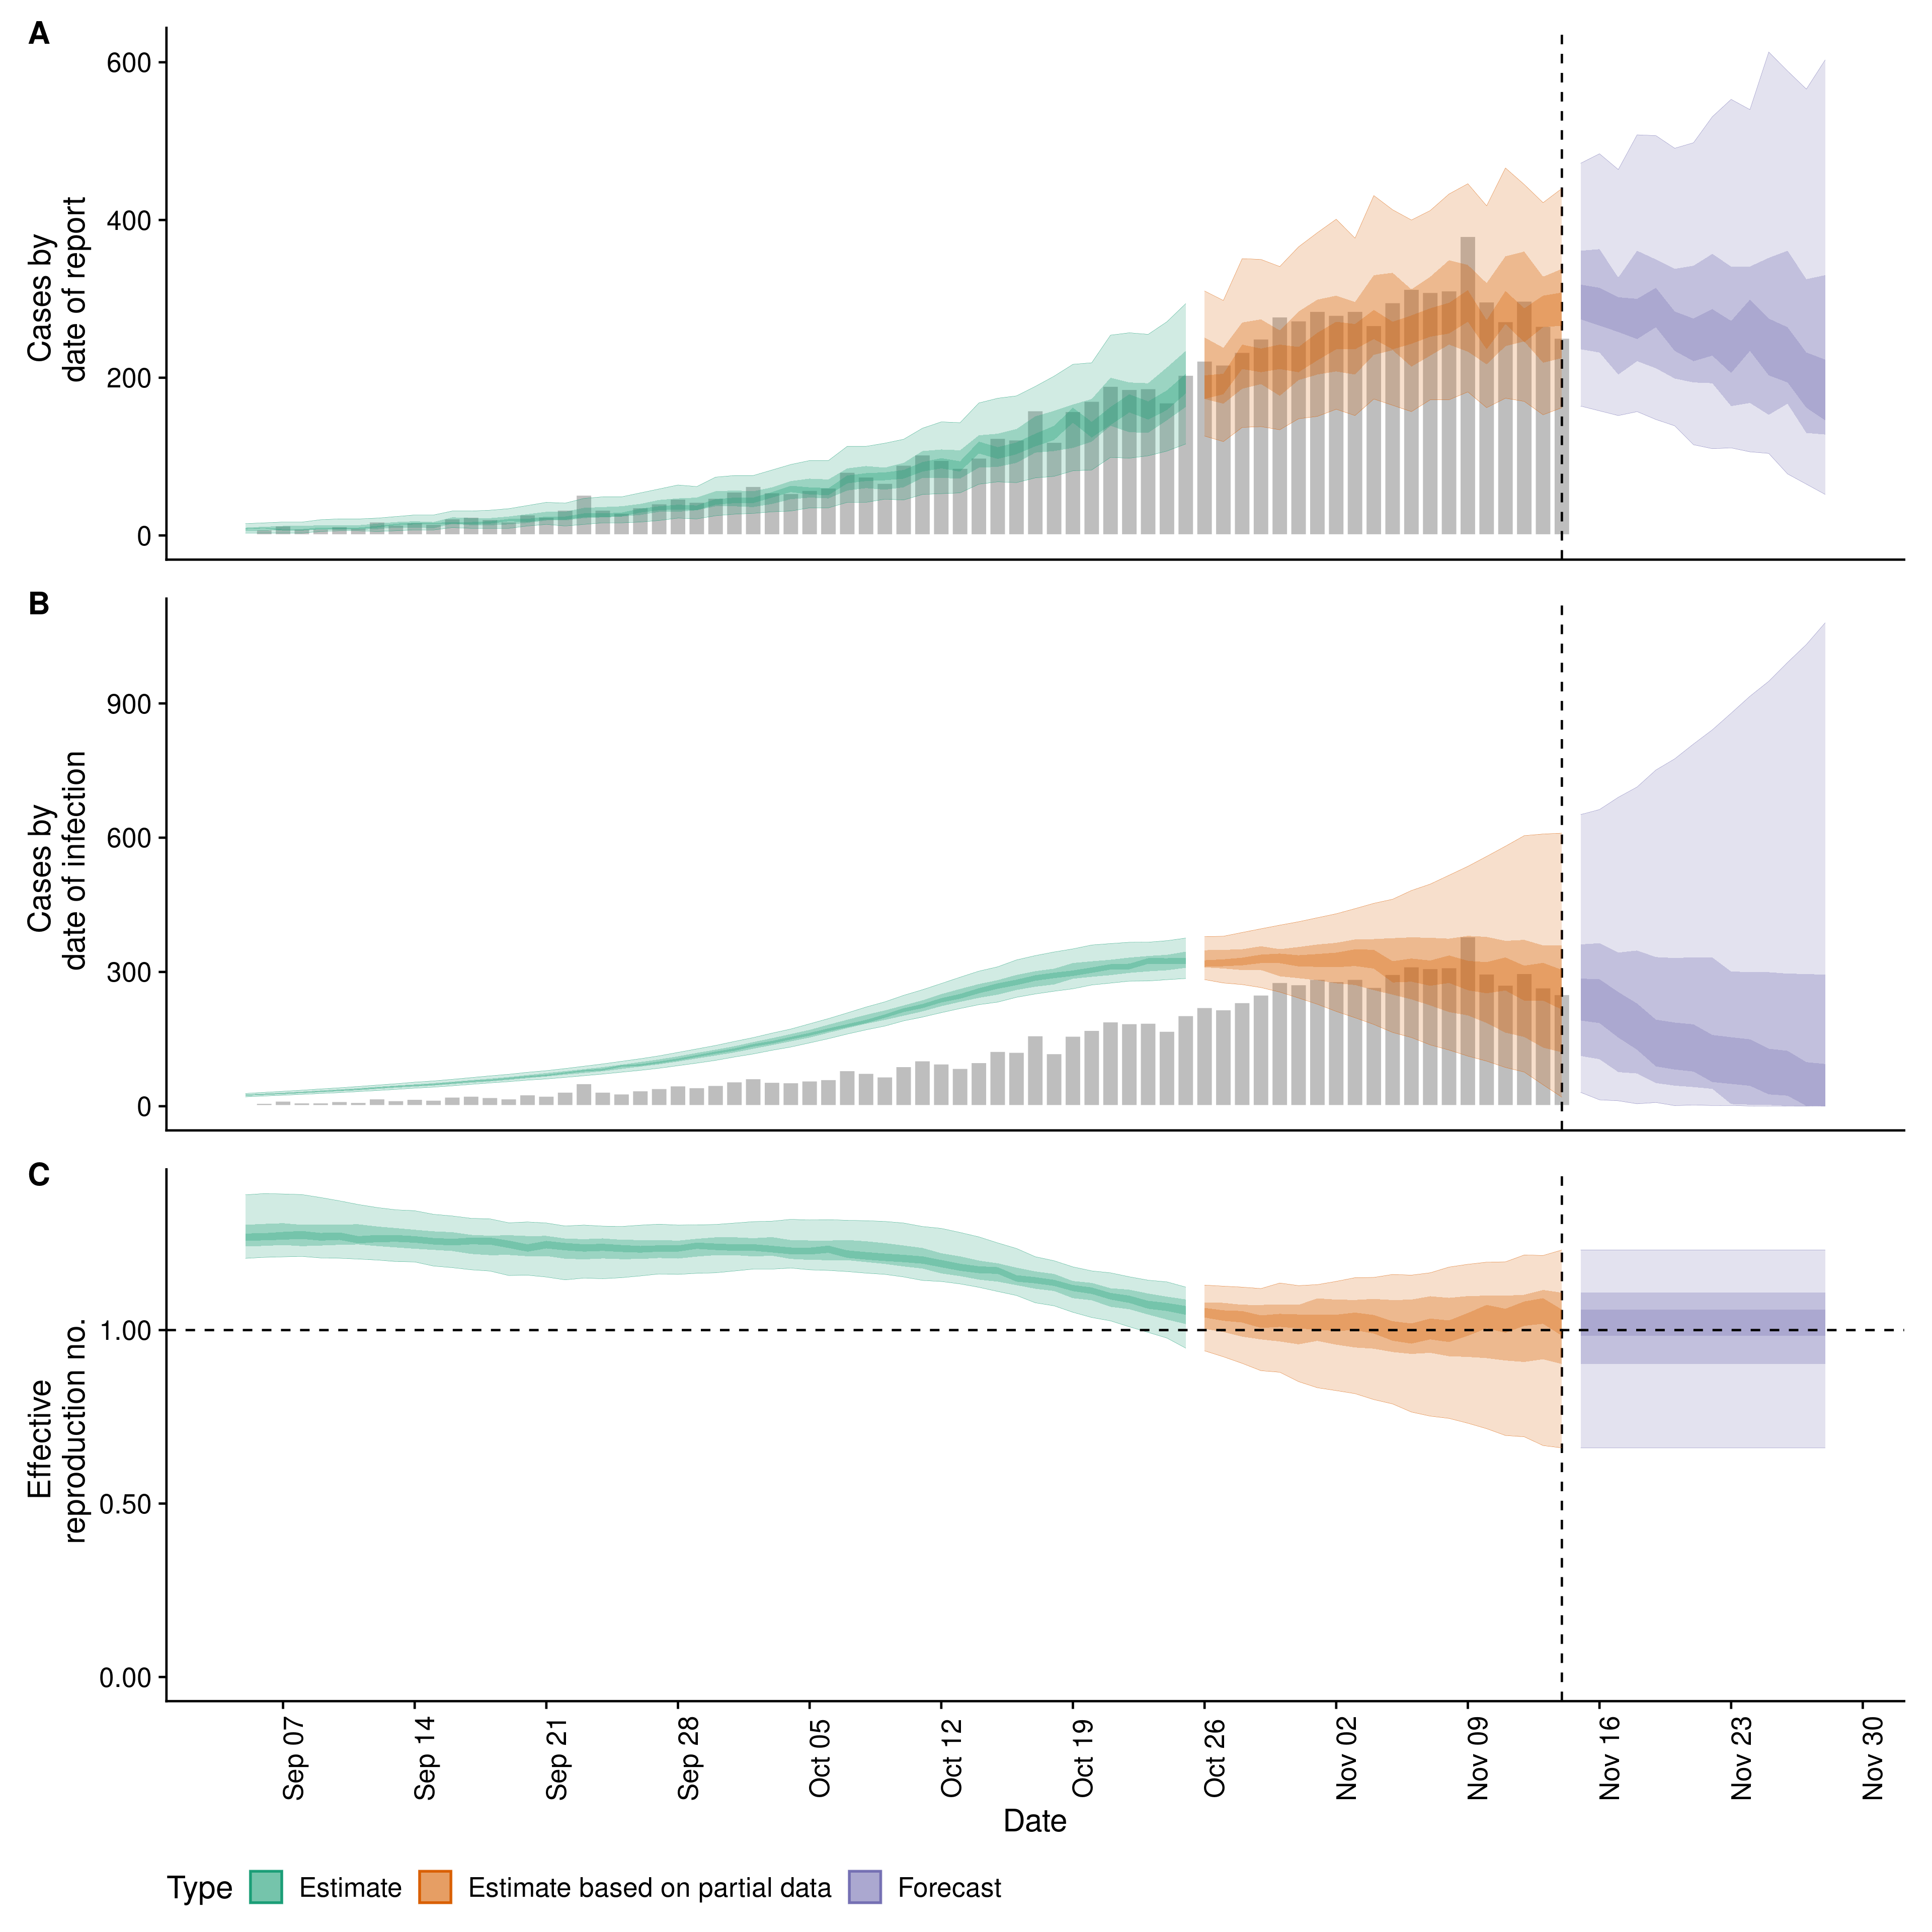 A
Cases by
date of report
600
400
200
0
B
Cases by
date of infection
900
600
300
0
C
Effective
reproduction no.
1.00
0.50
0.00
Sep 07
Sep 14
Sep 21
Sep 28
Oct 05
Oct 12
Oct 19
Oct 26
Nov 02
Nov 09
Nov 16
Nov 23
Nov 30
Date
Type Estimate Estimate based on partial data Forecast